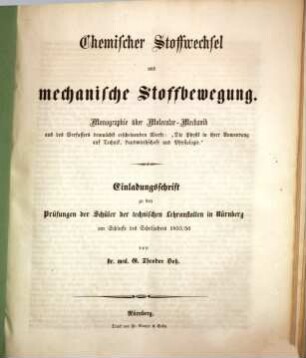 Chemischer Stoffwechsel
und
mechanische Stoffbewegung.
Monographie über Molecular-Mechanik
aus des Verfassers demnächst erscheinendem Werke: „Die Physik in ihrer Anwendung
auf Technik, Landwirthschaft und Physiologie.“
Einladungsschrift
zu den
Prüfungen der Schüler der technischen Lehranstalten in Nürnberg
am Schlusse des Schuljahres 1855/56
von
Dr. med. G. Theodor
Nürnberg.
Druck von